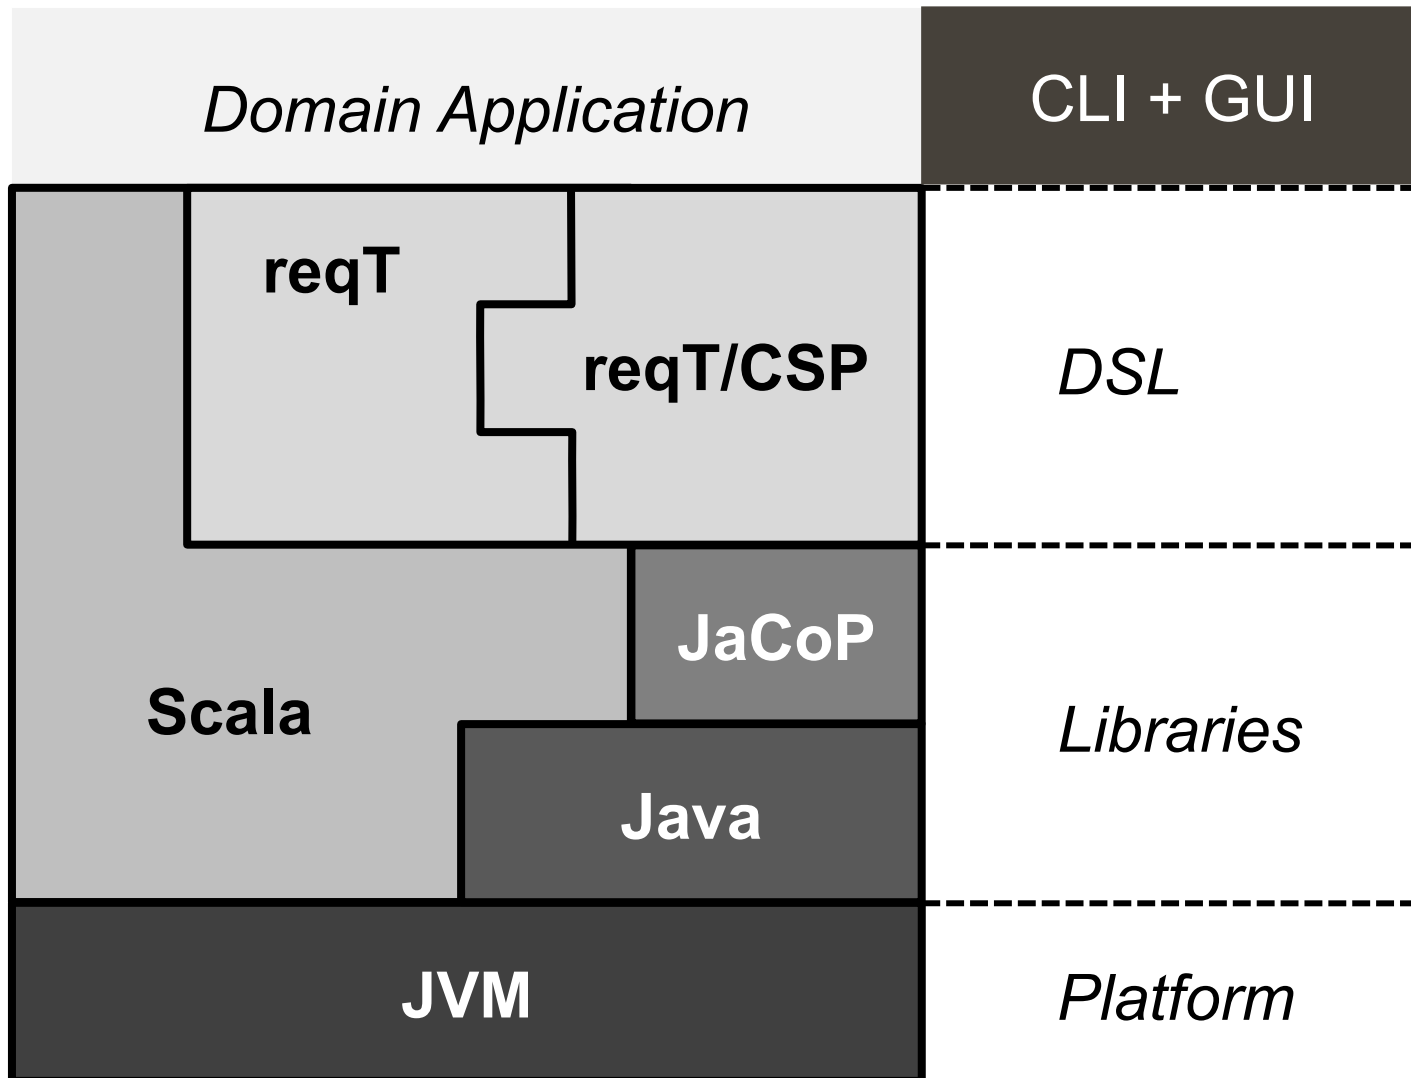 Domain Application
CLI + GUI
reqT
reqT/CSP
DSL
JaCoP
Scala
Libraries
Java
JVM
Platform